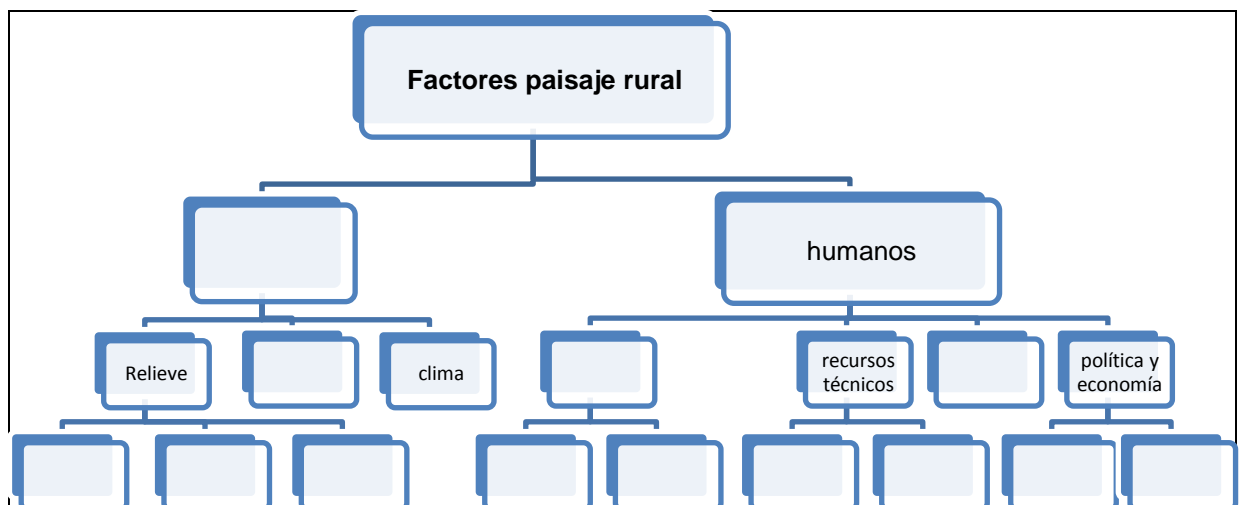 Factores paisaje rural
humanos
Relieve
clima
recursos
técnicos
política y
economía